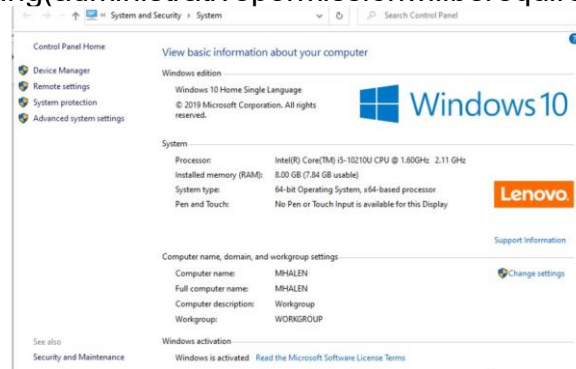 System and Security > System
Search Control Panel
Control Panel Home
Device Manager
Remote settings
System protection
Advanced system settings
View basic information about your computer
Windows edition
Windows 10 Home Single Language
© 2019 Microsoft Corporation. All rights
reserved.
Windows 10
System
Processor: Intel(R) Core(TM) i5-10210U CPU @ 1.60GHz 2.11 GHz
Installed memory (RAM): 8.00 GB (7.84 GB usable)
System type: 64-bit Operating System, x64-based processor
Pen and Touch: No Pen or Touch Input is available for this Display
Lenovo.
Support Information
Computer name, domain, and workgroup settings
Computer name: MHALEN
Change settings
Full computer name: MHALEN
Computer description: Workgroup
Workgroup: WORKGROUP
See also
Security and Maintenance
Windows activation
Windows is activated Read the Microsoft Software License Terms